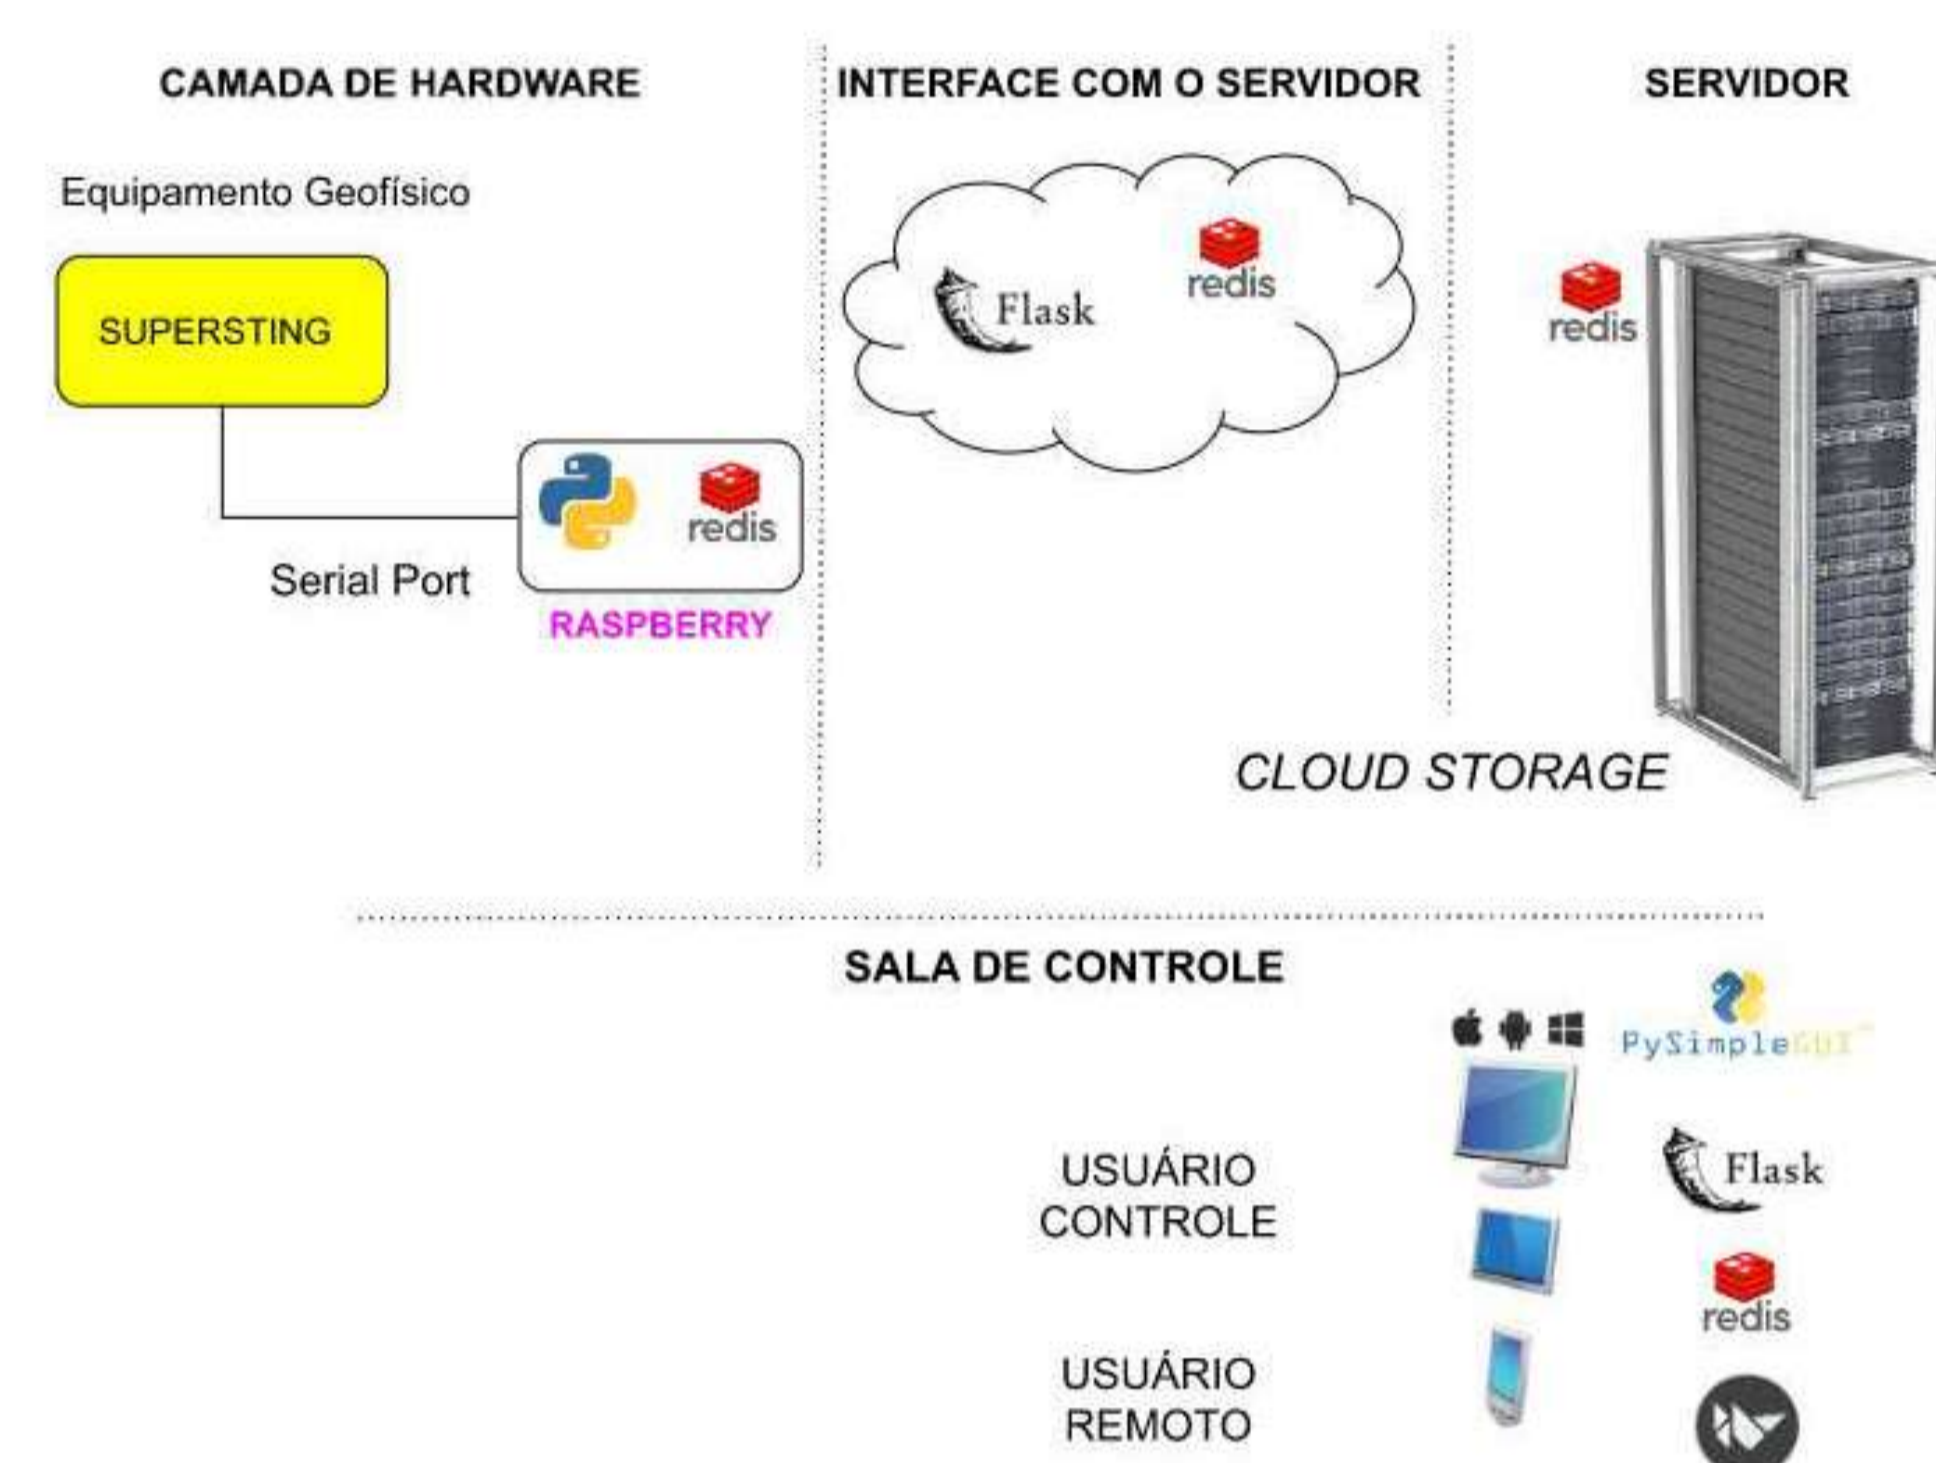 CAMADA DE HARDWARE
INTERFACE COM O SERVIDOR
SERVIDOR
Equipamento Geofísico
SUPERSTING
redis
Serial Port
RASPBERRY
Flask
redis
redis
CLOUD STORAGE
SALA DE CONTROLE
PySimpleGUI
USUÁRIO
CONTROLE
Flask
redis
USUÁRIO
REMOTO